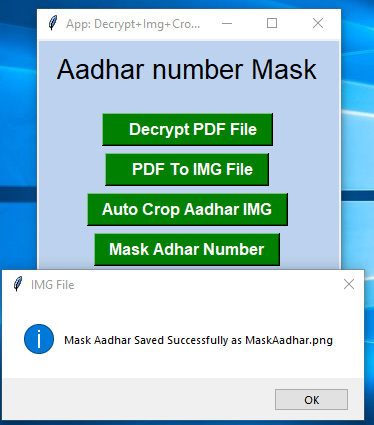 App: Decrypt+Img+Cro...
Aadhar number Mask
Decrypt PDF File
PDF To IMG File
Auto Crop Aadhar IMG
Mask Adhar Number
IMG File
Mask Aadhar Saved Successfully as MaskAadhar.png
OK